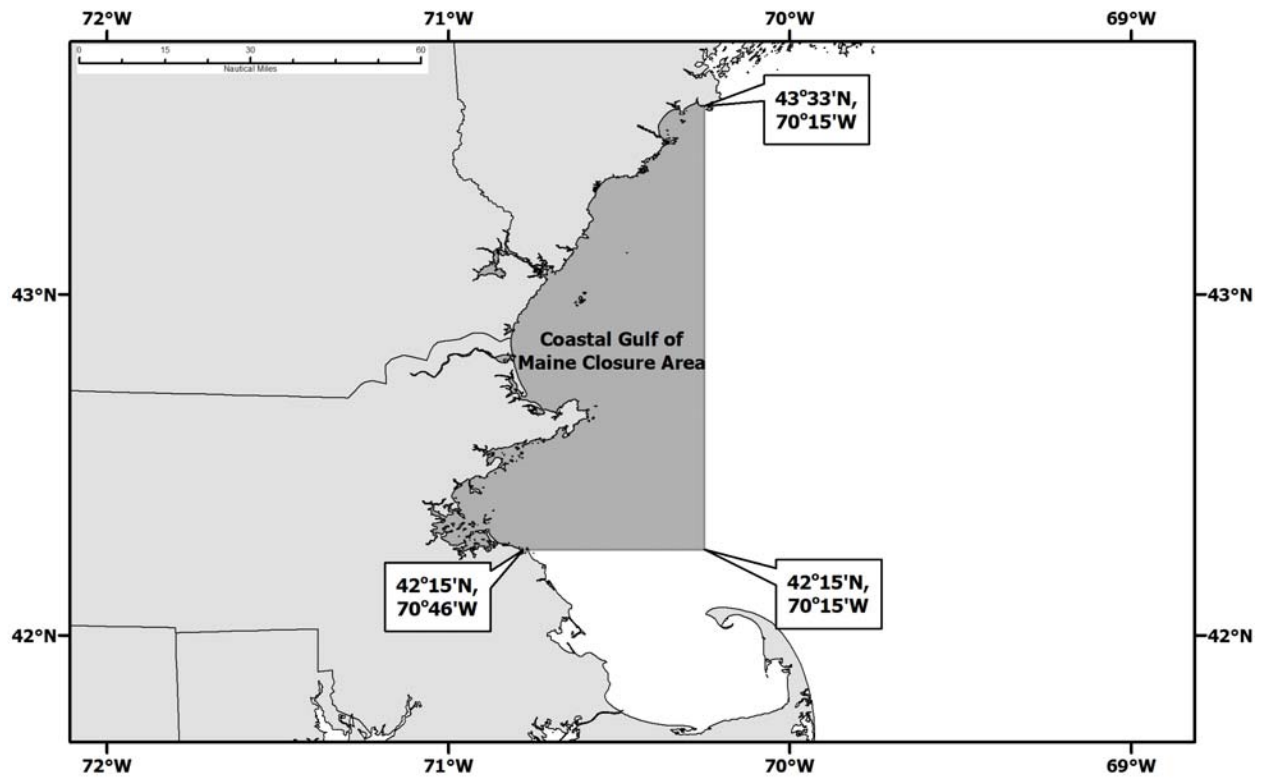 72°W 71°W 70°W 69°W
0 15 30 60
Nautical Miles
43°33'N,
70°15'W
43°N 43°N
Coastal Gulf of
Maine Closure Area
42°15'N,
70°46'W
42°15'N,
70°15'W
42°N 42°N
72°W 71°W 70°W 69°W